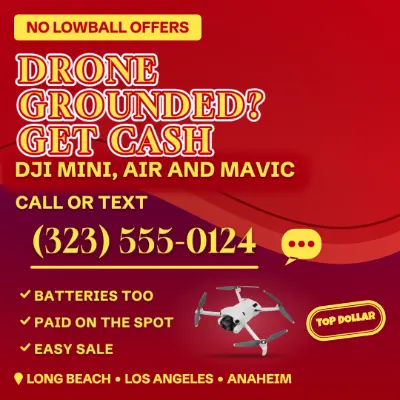 NO LOWBALL OFFERS
DRONE
GROUNDED?
GET CASH
DJI MINI, AIR AND MAVIC
CALL OR TEXT
(323) 555-0124
✓ BATTERIES TOO
✓ PAID ON THE SPOT
✓ EASY SALE
TOP DOLLAR
LONG BEACH • LOS ANGELES • ANAHEIM